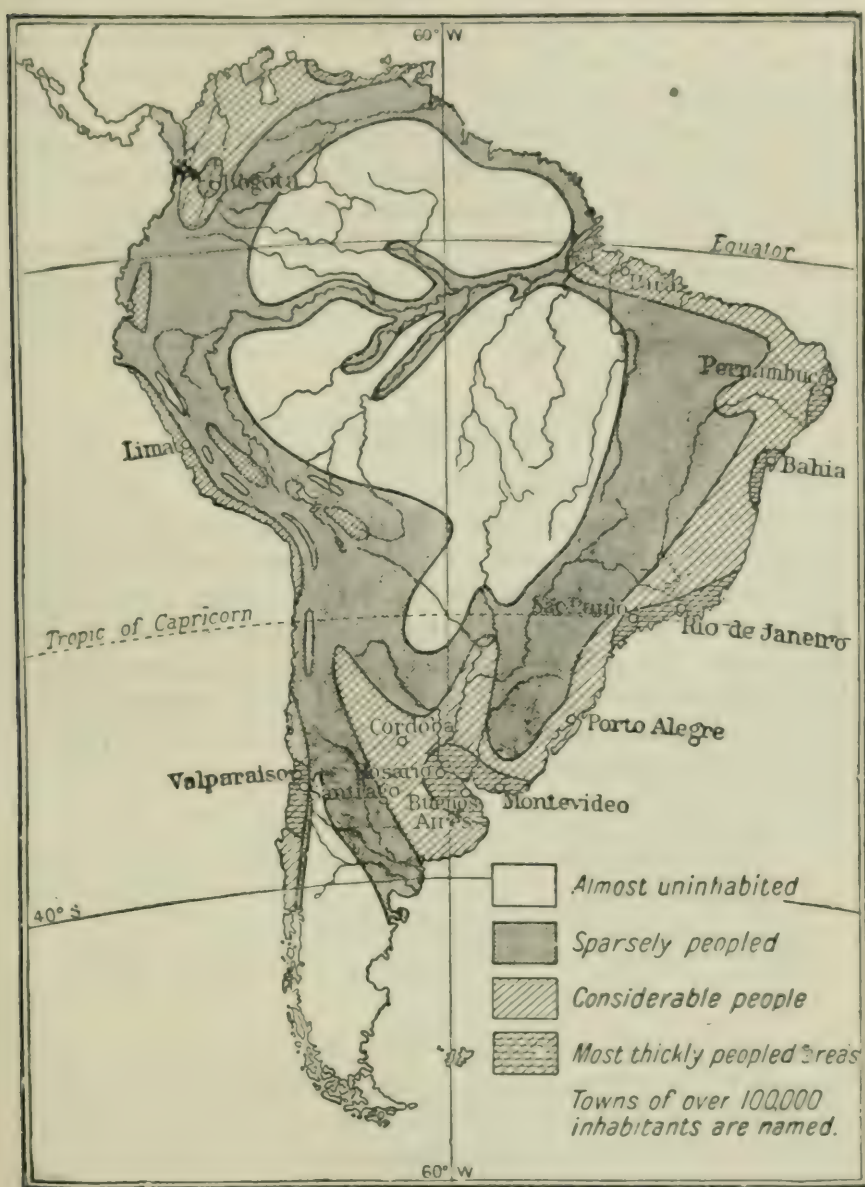 60° W
Bogota
Equator
Para
Pernambuco
Lima
Bahia
Tropic of Capricorn
São Paulo
Rio de Janeiro
Cordoba
Porto Alegre
Valparaiso
Rosario
Santiago
Buenos
Aires
Montevideo
40° S
Almost uninhabited
Sparsely peopled
Considerable people
Most thickly peopled areas
Towns of over 100,000
inhabitants are named.
60° W